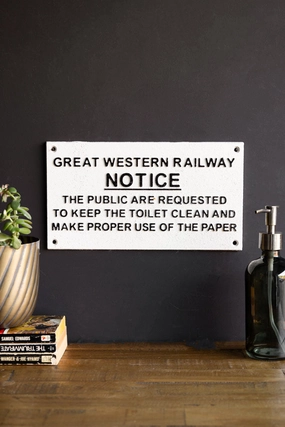 GREAT WESTERN RAILWAY
NOTICE
THE PUBLIC ARE REQUESTED
TO KEEP THE TOILET CLEAN AND
MAKE PROPER USE OF THE PAPER
SAMUEL EDWARDS
THE TRIUMVIRATE